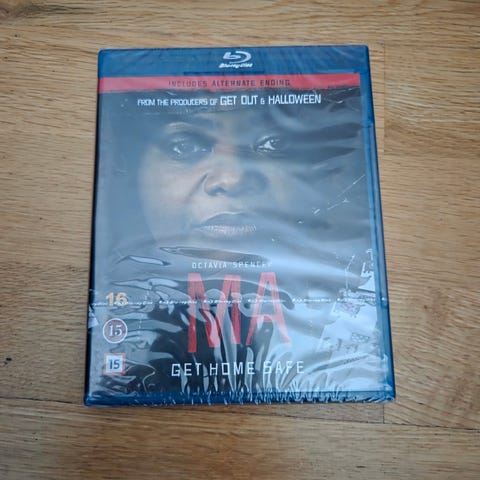 Blu-ray Disc
INCLUDES ALTERNATE ENDING
FROM THE PRODUCERS OF GET OUT & HALLOWEEN
OCTAVIA SPENCER
16
MA
15
15
GET HOME SAFE